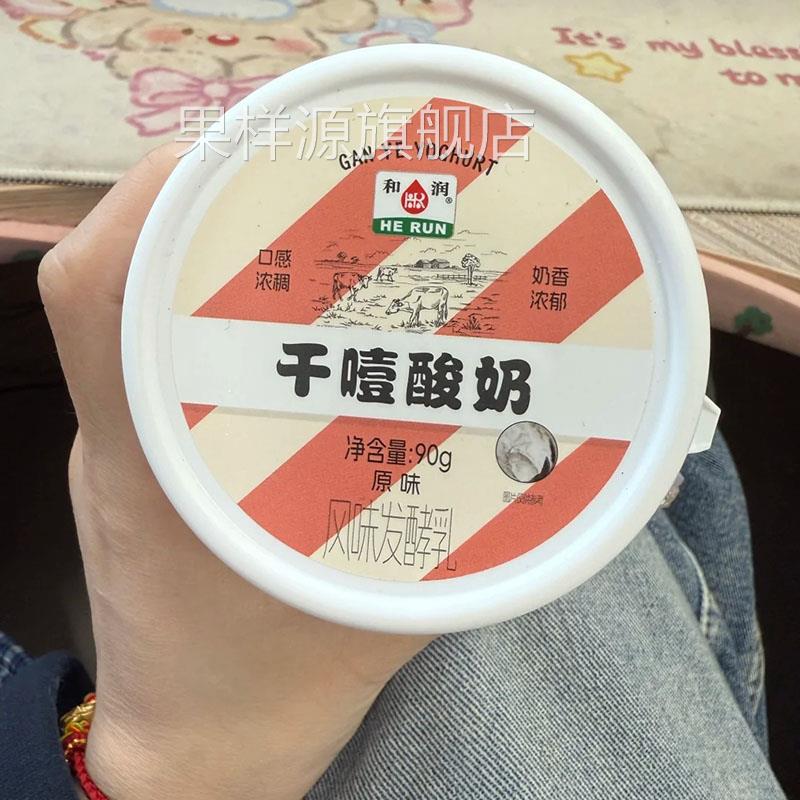 It's my bless
to m
果样源旗舰店
GAN YE YOGHURT
和润®
HE RUN
口感
浓稠
奶香
浓郁
干噎酸奶
净含量:90g
原味
风味发酵乳